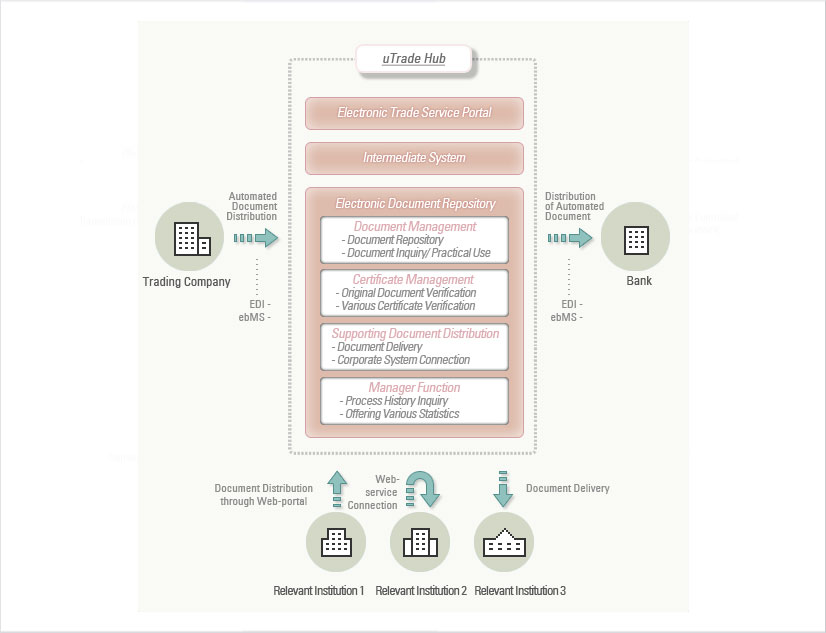 uTrade Hub
Electronic Trade Service Portal
Intermediate System
Electronic Document Repository
Document Management
- Document Repository
- Document Inquiry/ Practical Use
Certificate Management
- Original Document Verification
- Various Certificate Verification
Supporting Document Distribution
- Document Delivery
- Corporate System Connection
Manager Function
- Process History Inquiry
- Offering Various Statistics
Automated
Document
Distribution
Trading Company
EDI -
ebMS -
Distribution
of Automated
Document
Bank
EDI -
ebMS -
Document Distribution
through Web-portal
Web-
service
Connection
Document Delivery
Relevant Institution 1
Relevant Institution 2
Relevant Institution 3